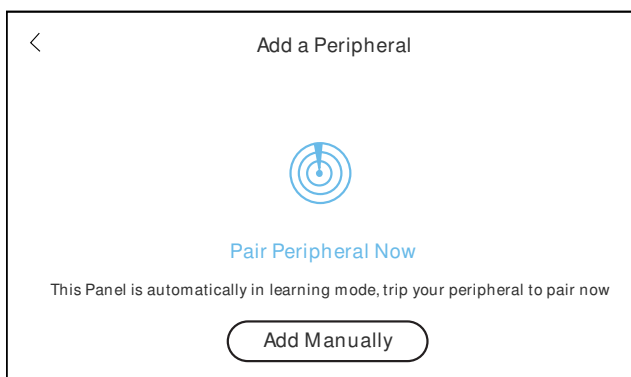 Add a Peripheral
Pair Peripheral Now
This Panel is automatically in learning mode, trip your peripheral to pair now
Add Manually